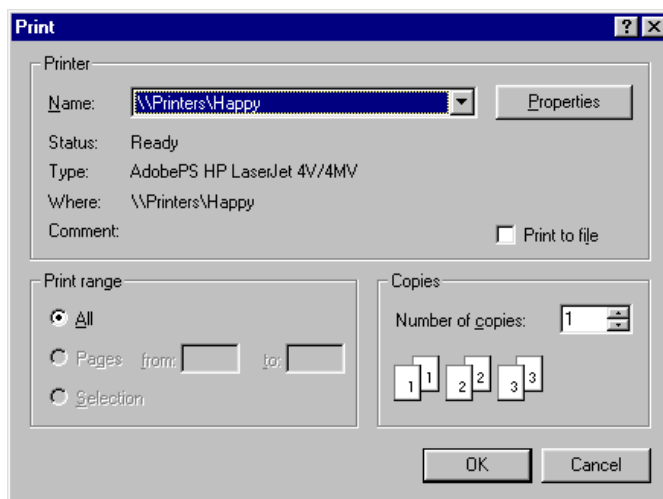 Print
Printer
Name: \\Printers\Happy Properties
Status: Ready
Type: AdobePS HP LaserJet 4V/4MV
Where: \\Printers\Happy
Comment: Print to file
Print range
All
Pages from: to:
Selection
Copies
Number of copies: 1
1 1 2 2 3 3
OK Cancel